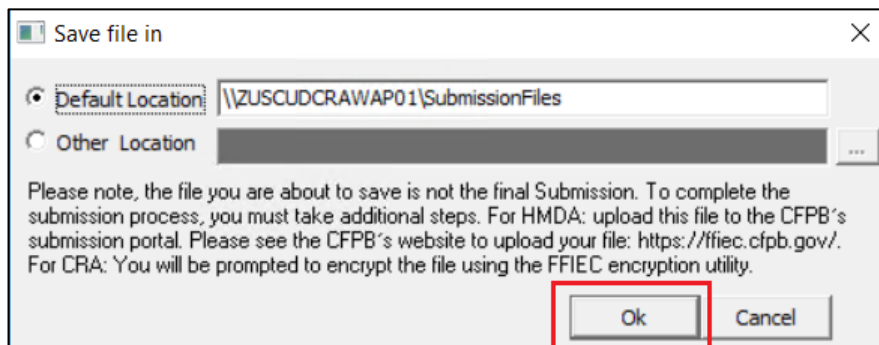 Save file in
Default Location \\ZUSCUDCRAWAP01\SubmissionFiles
Other Location ...
Please note, the file you are about to save is not the final Submission. To complete the
submission process, you must take additional steps. For HMDA: upload this file to the CFPB's
submission portal. Please see the CFPB's website to upload your file: https://ffiec.cfpb.gov/.
For CRA: You will be prompted to encrypt the file using the FFIEC encryption utility.
Ok Cancel